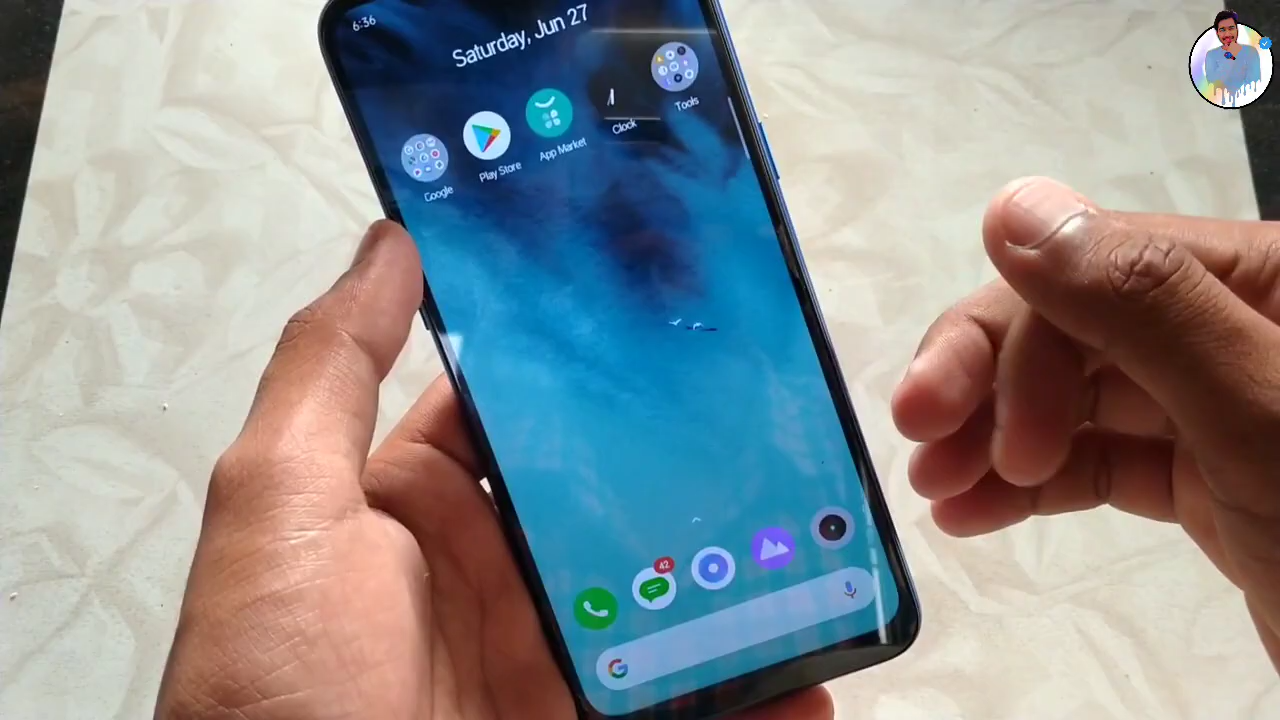 6:36
Saturday, Jun 27
Google
Play Store
App Market
Clock
Tools
42